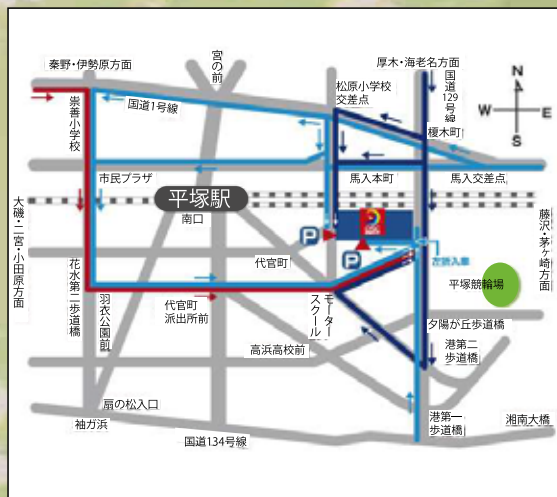 秦野・伊勢原方面
宮の前
厚木・海老名方面
国道129号線
N
W
E
S
国道1号線
松原小学校
交差点
榎木町
崇善小学校
市民プラザ
馬入本町
馬入交差点
平塚駅
南口
P
P
左折入庫
代官町
大磯・二宮・小田原方面
藤沢・茅ヶ崎方面
平塚競輪場
花水第二歩道橋
羽衣公園前
代官町
派出所前
モーター
スクール
夕陽が丘歩道橋
高浜高校前
港第二
歩道橋
扇の松入口
袖ガ浜
国道134号線
港第一
歩道橋
湘南大橋